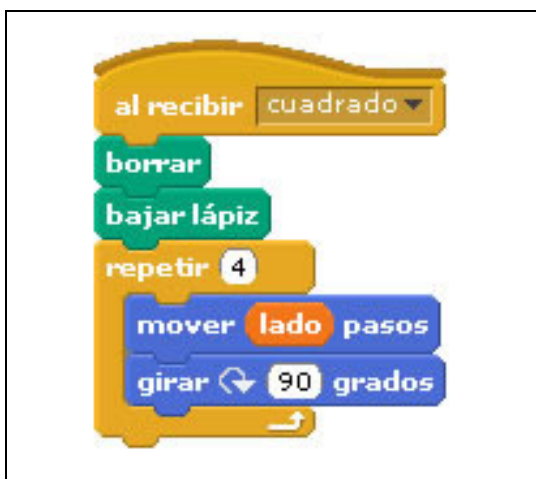 al recibir cuadrado
borrar
bajar lápiz
repetir 4
mover lado pasos
girar 90 grados